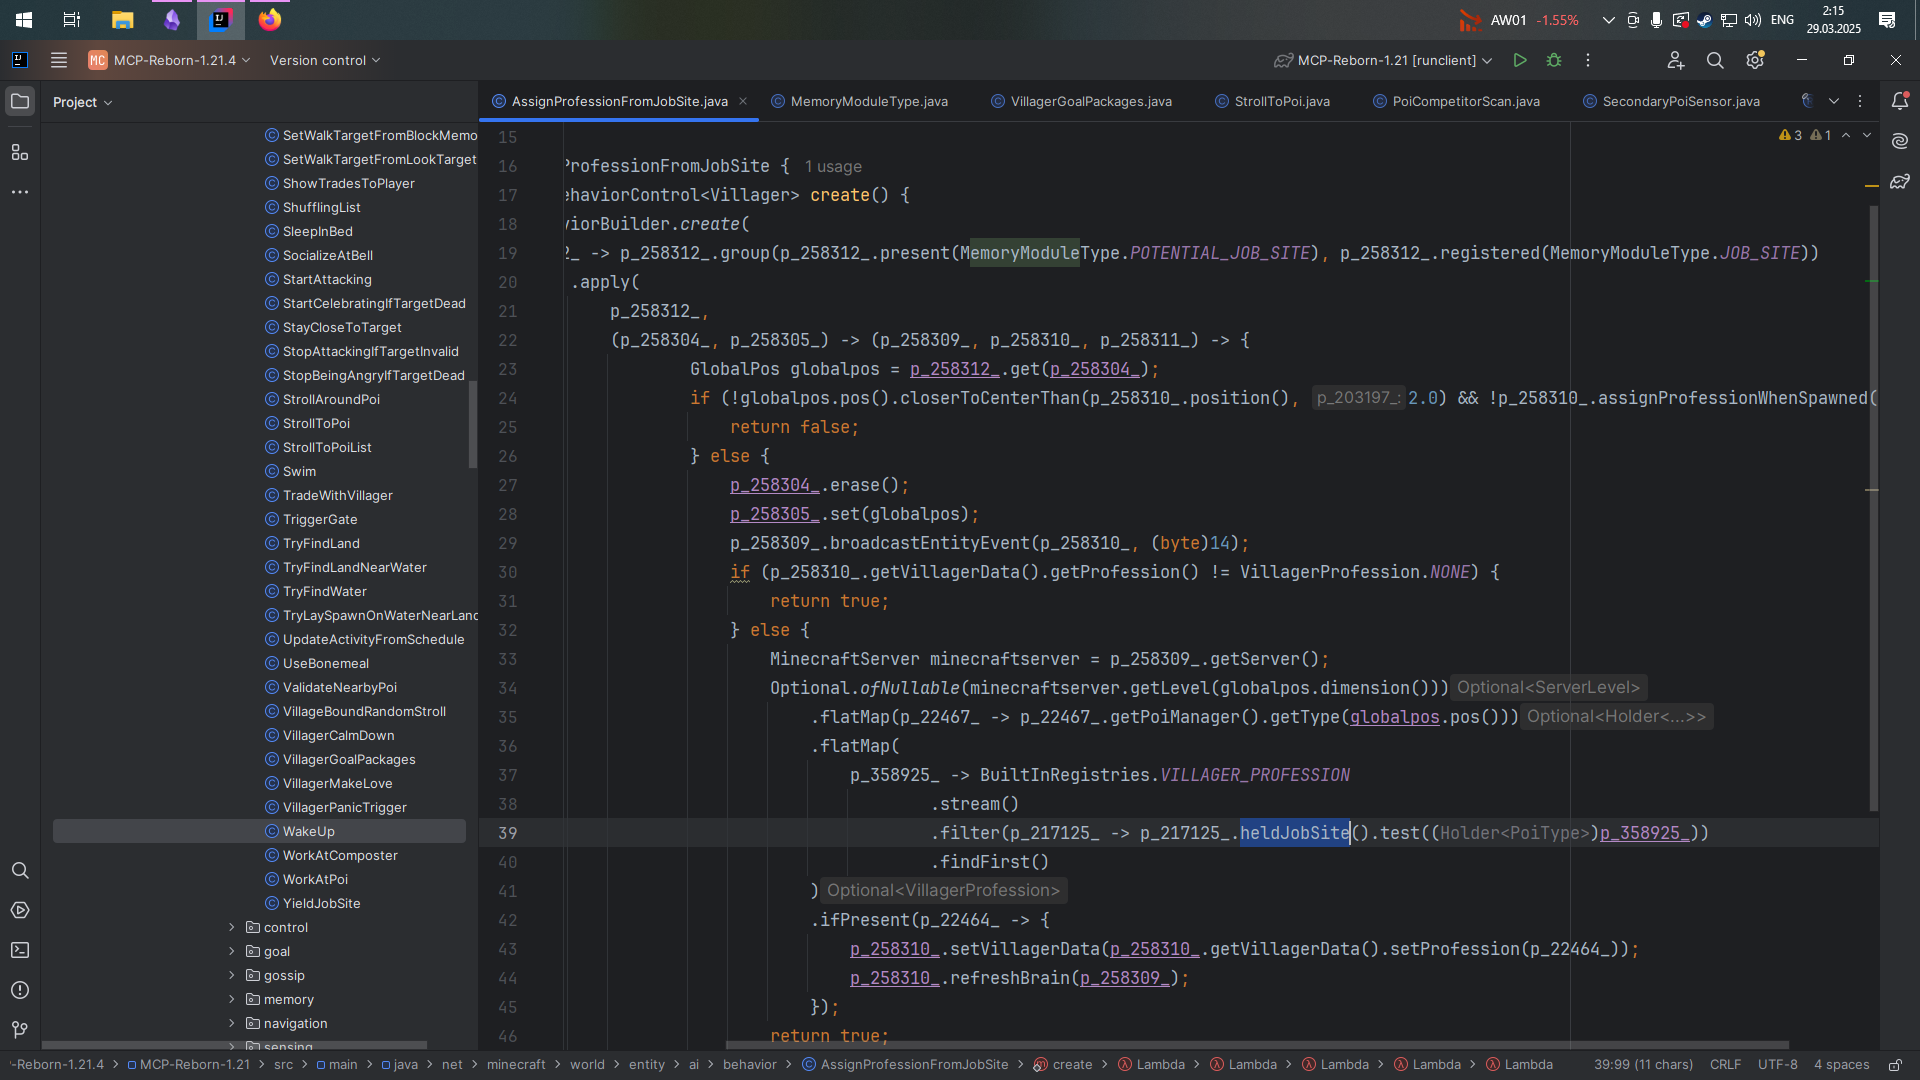 AW01 -1.55% ENG 2:15
29.03.2025
MC MCP-Reborn-1.21.4 Version control MCP-Reborn-1.21 [runclient]
Project
AssignProfessionFromJobSite.java MemoryModuleType.java VillagerGoalPackages.java StrollToPoi.java PoiCompetitorScan.java SecondaryPoiSensor.java
SetWalkTargetFromBlockMemo
SetWalkTargetFromLookTarget
ShowTradesToPlayer
ShufflingList
SleepInBed
SocializeAtBell
StartAttacking
StartCelebratingIfTargetDead
StayCloseToTarget
StopAttackingIfTargetInvalid
StopBeingAngryIfTargetDead
StrollAroundPoi
StrollToPoi
StrollToPoiList
Swim
TradeWithVillager
TriggerGate
TryFindLand
TryFindLandNearWater
TryFindWater
TryLaySpawnOnWaterNearLand
UpdateActivityFromSchedule
UseBonemeal
ValidateNearbyPoi
VillageBoundRandomStroll
VillagerCalmDown
VillagerGoalPackages
VillagerMakeLove
VillagerPanicTrigger
WakeUp
WorkAtComposter
WorkAtPoi
YieldJobSite
control
goal
gossip
memory
navigation
sensing
3 1
15
16 ProfessionFromJobSite { 1 usage
17 ehaviorControl<Villager> create() {
18 viorBuilder.create(
19 2_ -> p_258312_.group(p_258312_.present(MemoryModuleType.POTENTIAL_JOB_SITE), p_258312_.registered(MemoryModuleType.JOB_SITE))
20 .apply(
21 p_258312_,
22 (p_258304_, p_258305_) -> (p_258309_, p_258310_, p_258311_) -> {
23 GlobalPos globalpos = p_258312_.get(p_258304_);
24 if (!globalpos.pos().closerToCenterThan(p_258310_.position(), p_203197_: 2.0) && !p_258310_.assignProfessionWhenSpawned(
25 return false;
26 } else {
27 p_258304_.erase();
28 p_258305_.set(globalpos);
29 p_258309_.broadcastEntityEvent(p_258310_, (byte)14);
30 if (p_258310_.getVillagerData().getProfession() != VillagerProfession.NONE) {
31 return true;
32 } else {
33 MinecraftServer minecraftserver = p_258309_.getServer();
34 Optional.ofNullable(minecraftserver.getLevel(globalpos.dimension())) Optional<ServerLevel>
35 .flatMap(p_22467_ -> p_22467_.getPoiManager().getType(globalpos.pos())) Optional<Holder<...>>
36 .flatMap(
37 p_358925_ -> BuiltInRegistries.VILLAGER_PROFESSION
38 .stream()
39 .filter(p_217125_ -> p_217125_.heldJobSite().test((Holder<PoiType>)p_358925_))
40 .findFirst()
41 ) Optional<VillagerProfession>
42 .ifPresent(p_22464_ -> {
43 p_258310_.setVillagerData(p_258310_.getVillagerData().setProfession(p_22464_));
44 p_258310_.refreshBrain(p_258309_);
45 });
46 return true;
-Reborn-1.21.4 > MCP-Reborn-1.21 > src > main > java > net > minecraft > world > entity > ai > behavior > AssignProfessionFromJobSite > create > Lambda > Lambda > Lambda > Lambda > Lambda 39:99 (11 chars) CRLF UTF-8 4 spaces